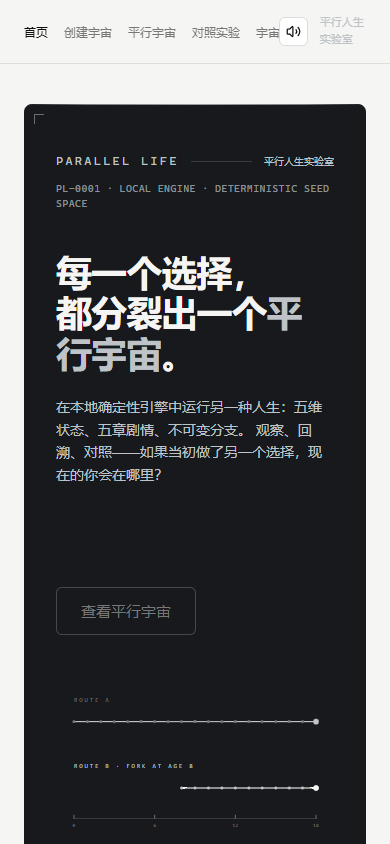 首页 创建宇宙 平行宇宙 对照实验 宇宙
平行人生
实验室
PARALLEL LIFE 平行人生实验室
PL-0001 · LOCAL ENGINE · DETERMINISTIC SEED
SPACE
每一个选择，
都分裂出一个平
行宇宙。
在本地确定性引擎中运行另一种人生：五维
状态、五章剧情、不可变分支。 观察、回
溯、对照——如果当初做了另一个选择，现
在的你会在哪里？
查看平行宇宙
ROUTE A
ROUTE B · FORK AT AGE 8
0 6 12 18